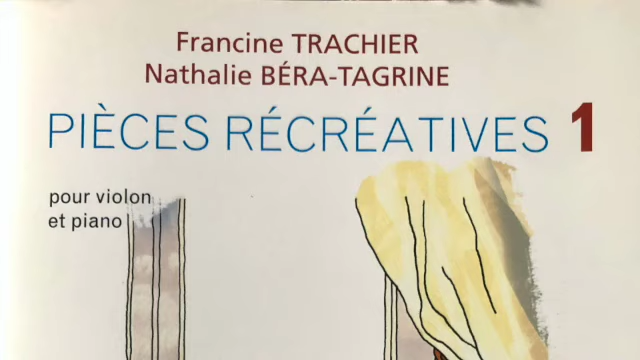 Francine TRACHIER
Nathalie BÉRA-TAGRINE
PIÈCES RÉCRÉATIVES 1
pour violon
et piano